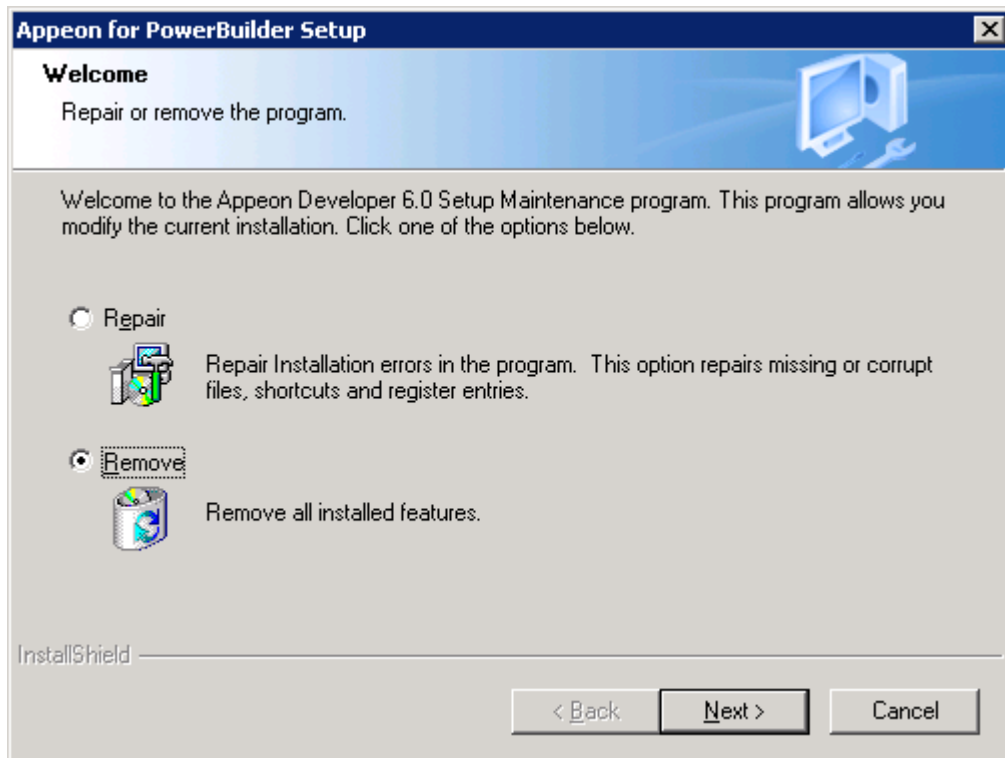 Appeon for PowerBuilder Setup
Welcome
Repair or remove the program.
Welcome to the Appeon Developer 6.0 Setup Maintenance program. This program allows you
modify the current installation. Click one of the options below.
Repair
Repair Installation errors in the program.  This option repairs missing or corrupt
files, shortcuts and register entries.
Remove
Remove all installed features.
InstallShield
< Back
Next >
Cancel